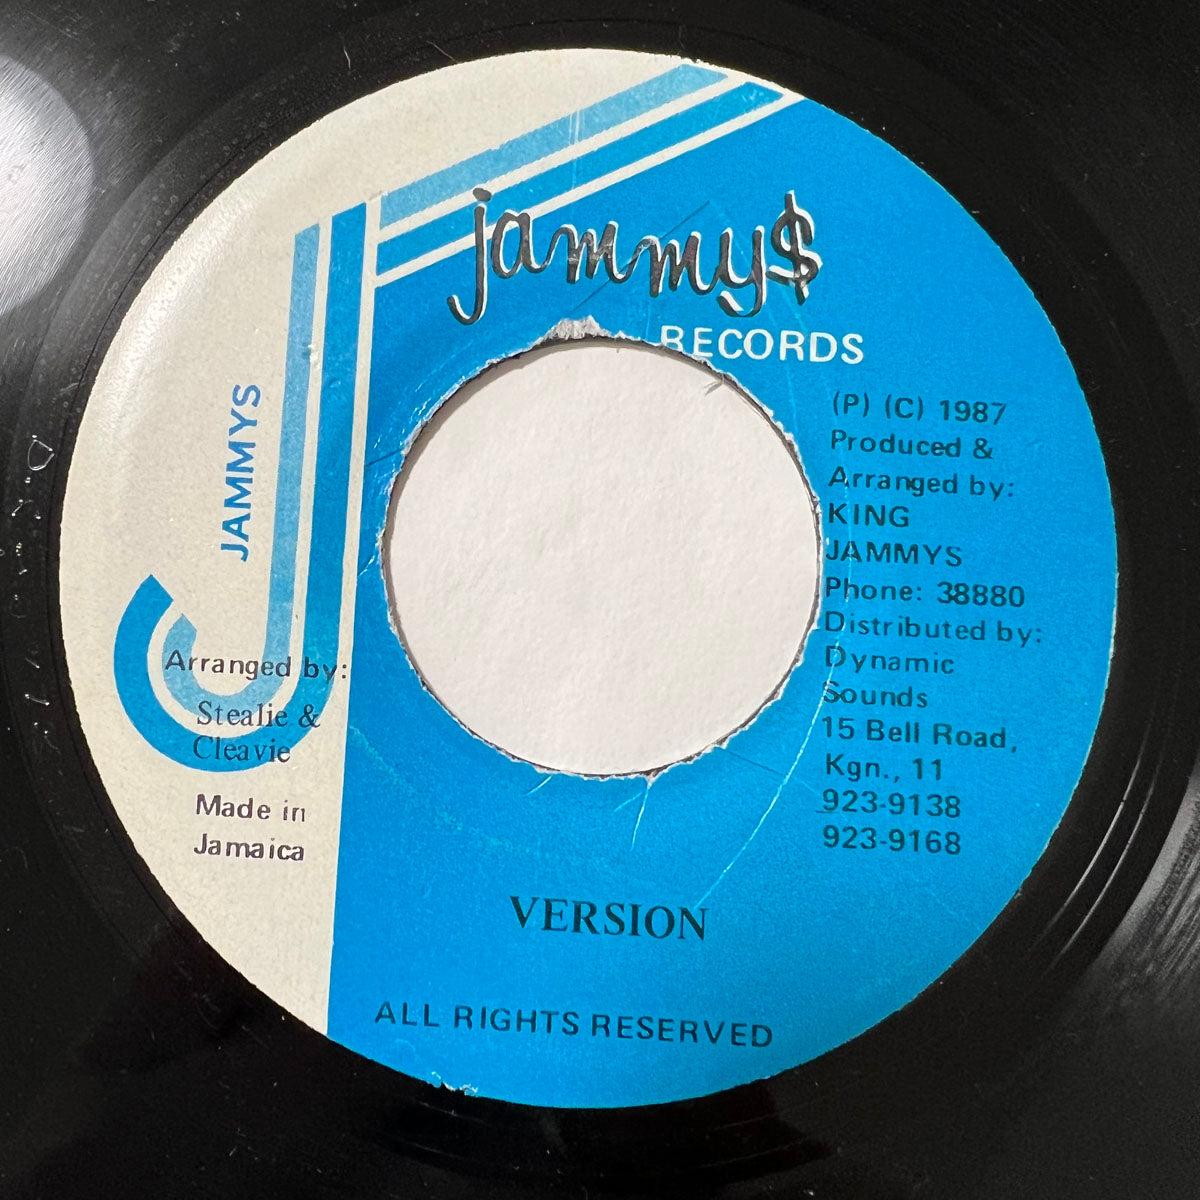 jammy$
RECORDS
JAMMYS
(P) (C) 1987
Produced &
Arranged by:
KING
JAMMYS
Phone: 38880
Distributed by:
Dynamic
Sounds
15 Bell Road,
Kgn., 11
923-9138
923-9168
Arranged by:
Stealie &
Cleavie
Made in
Jamaica
VERSION
ALL RIGHTS RESERVED